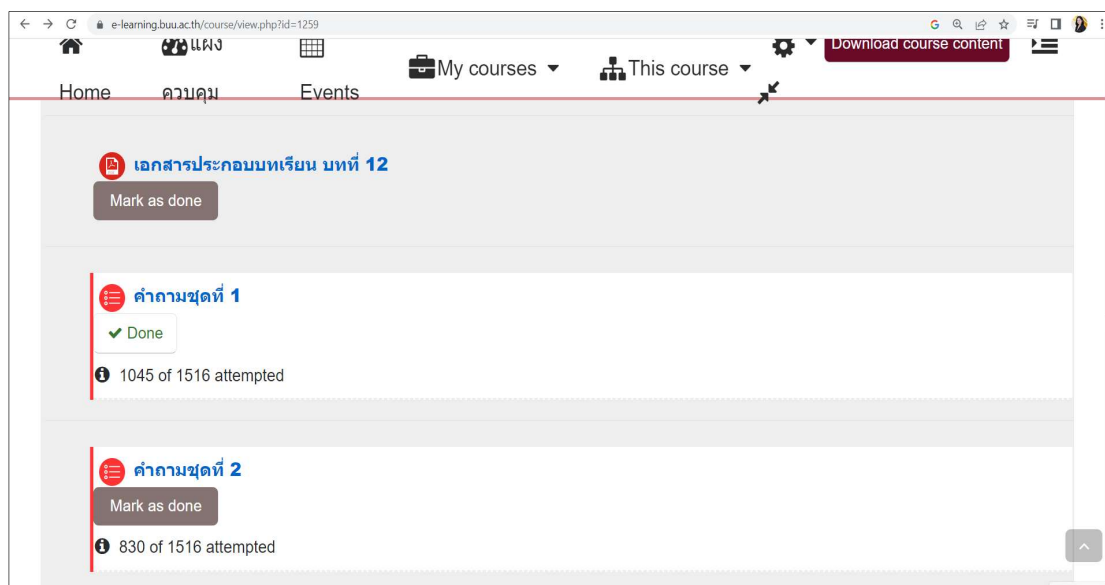 e-learning.buu.ac.th/course/view.php?id=1259
Home
แผงควบคุม
Events
My courses
This course
Download course content
เอกสารประกอบบทเรียน บทที่ 12
Mark as done
คำถามชุดที่ 1
Done
1045 of 1516 attempted
คำถามชุดที่ 2
Mark as done
830 of 1516 attempted